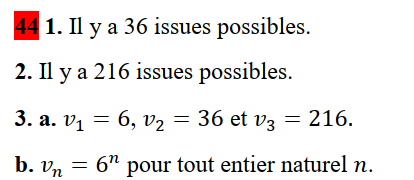 44 1. Il y a 36 issues possibles.
2. Il y a 216 issues possibles.
3. a. v₁ = 6, v₂ = 36 et v₃ = 216.
b. vₙ = 6ⁿ pour tout entier naturel n.